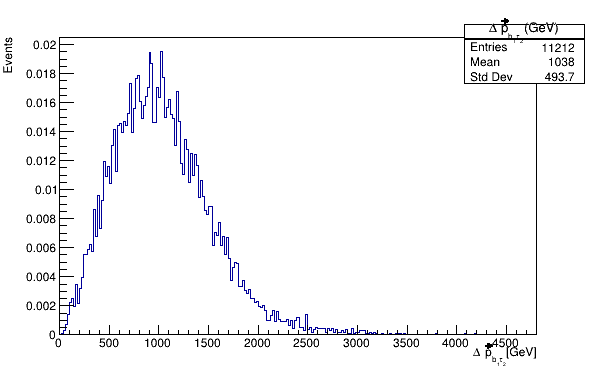 Δ p⃗ b₁τ₂ (GeV)
Entries 11212
Mean 1038
Std Dev 493.7
Events
0.02
0.018
0.016
0.014
0.012
0.01
0.008
0.006
0.004
0.002
0
0 500 1000 1500 2000 2500 3000 3500 4000 4500
Δ p⃗ b₁τ₂ [GeV]